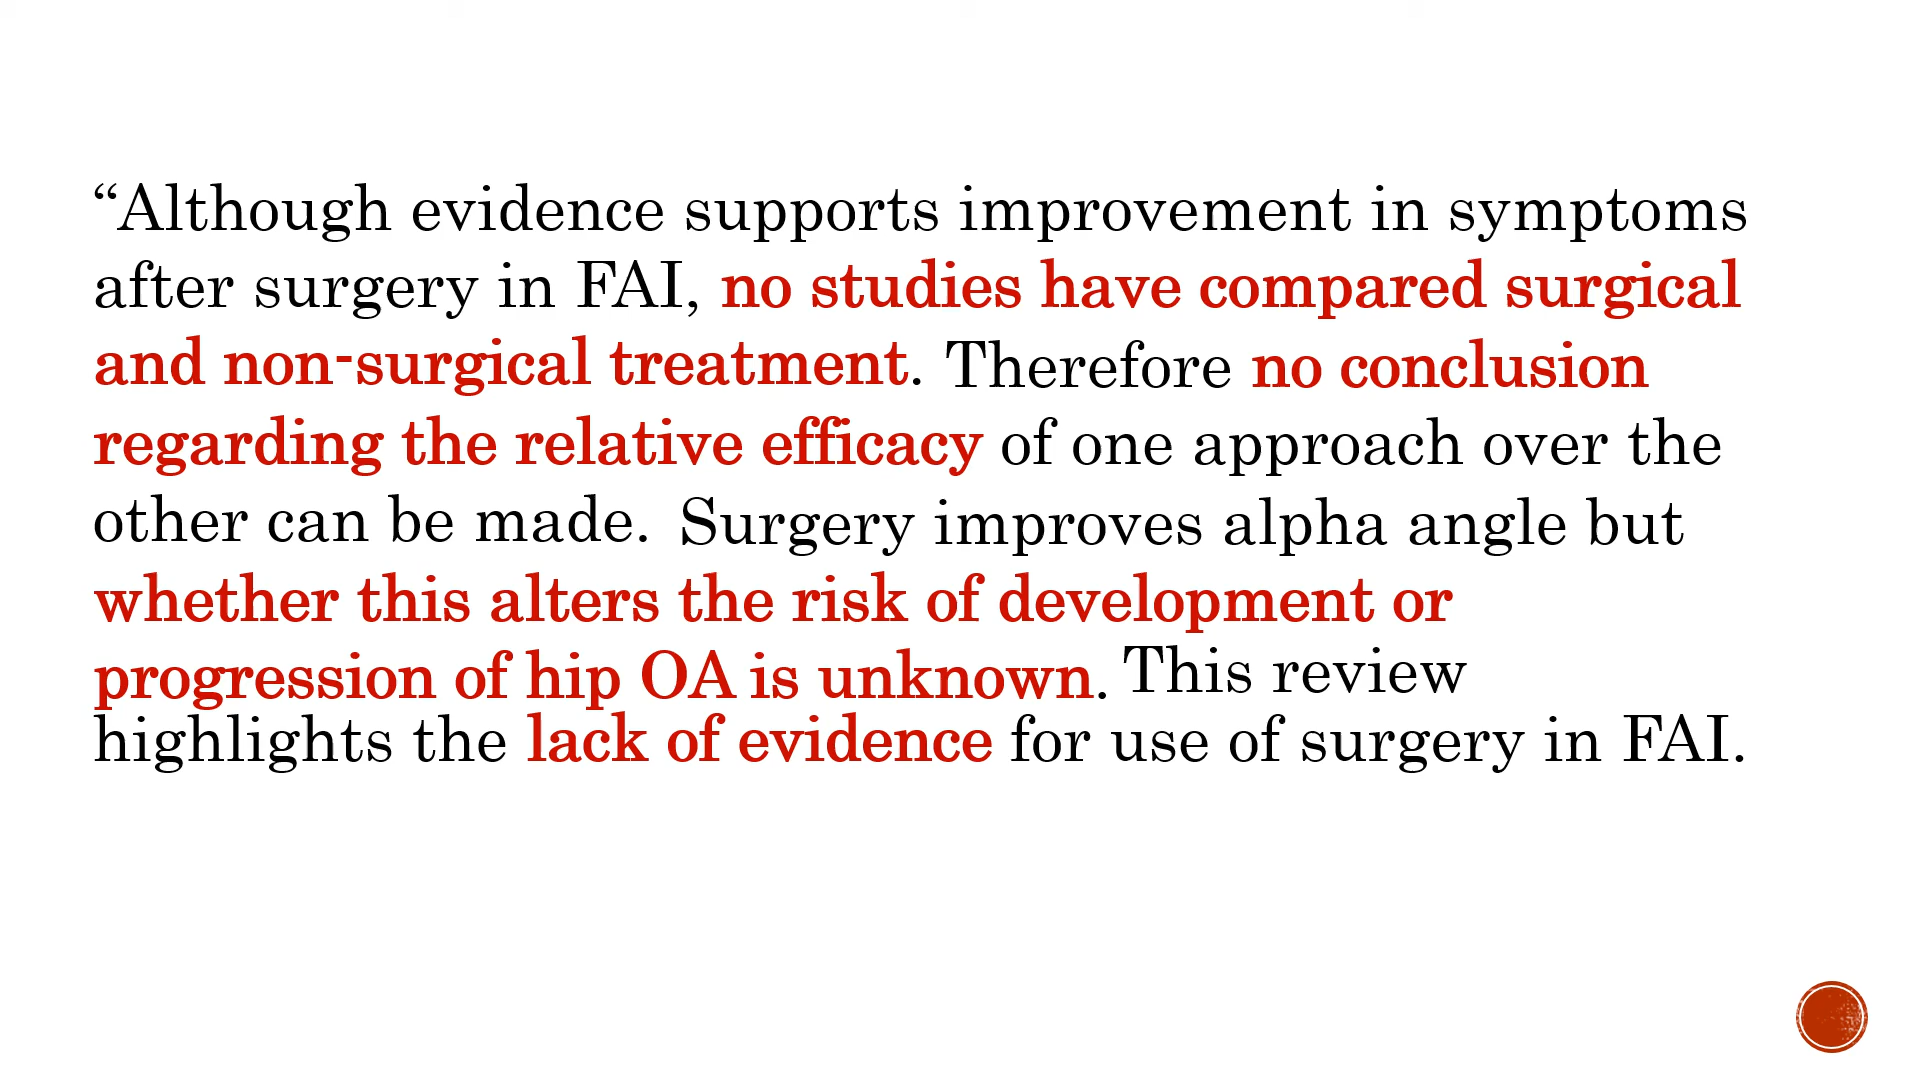 “Although evidence supports improvement in symptoms
after surgery in FAI, no studies have compared surgical
and non-surgical treatment. Therefore no conclusion
regarding the relative efficacy of one approach over the
other can be made. Surgery improves alpha angle but
whether this alters the risk of development or
progression of hip OA is unknown. This review
highlights the lack of evidence for use of surgery in FAI.